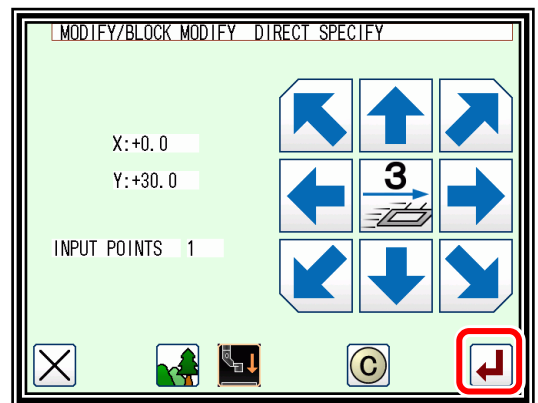 MODIFY/BLOCK MODIFY DIRECT SPECIFY
X:+0.0
Y:+30.0
3
INPUT POINTS 1
C